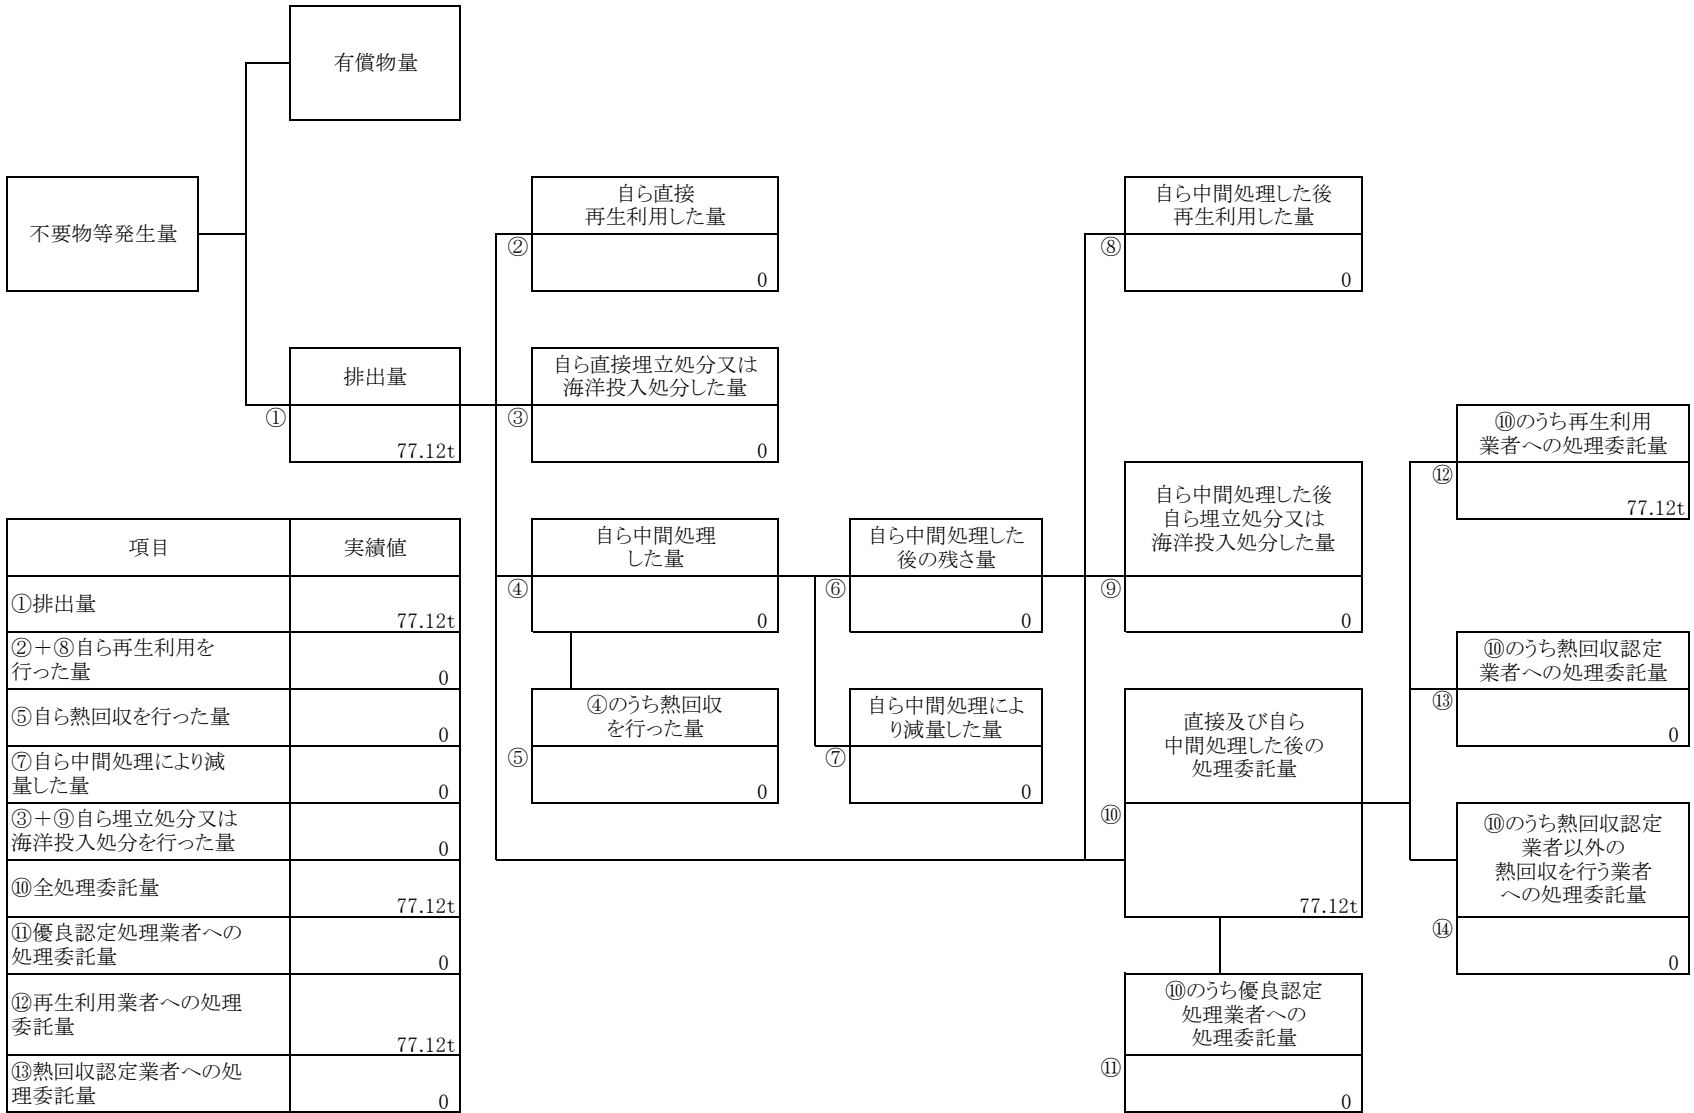 有償物量
不要物等発生量
自ら直接
再生利用した量
②
0
自ら中間処理した後
再生利用した量
⑧
0
排出量
①
77.12t
自ら直接埋立処分又は
海洋投入処分した量
③
0
⑩のうち再生利用
業者への処理委託量
⑫
77.12t
自ら中間処理
した量
④
0
自ら中間処理した
後の残さ量
⑥
0
自ら中間処理した後
自ら埋立処分又は
海洋投入処分した量
⑨
0
⑩のうち熱回収認定
業者への処理委託量
⑬
0
④のうち熱回収
を行った量
⑤
0
自ら中間処理によ
り減量した量
⑦
0
直接及び自ら
中間処理した後の
処理委託量
⑩
77.12t
⑩のうち熱回収認定
業者以外の
熱回収を行う業者
への処理委託量
⑭
0
⑩のうち優良認定
処理業者への
処理委託量
⑪
0
項目 実績値
①排出量
77.12t
②＋⑧自ら再生利用を
行った量
0
⑤自ら熱回収を行った量
0
⑦自ら中間処理により減
量した量
0
③＋⑨自ら埋立処分又は
海洋投入処分を行った量
0
⑩全処理委託量
77.12t
⑪優良認定処理業者への
処理委託量
0
⑫再生利用業者への処理
委託量
77.12t
⑬熱回収認定業者への処
理委託量
0